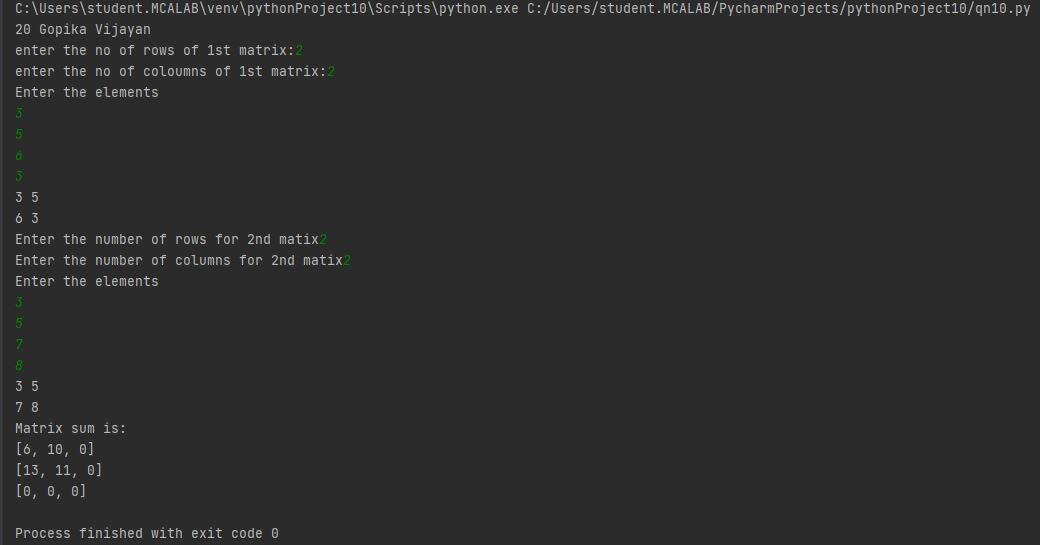 C:\Users\student.MCALAB\venv\pythonProject10\Scripts\python.exe C:/Users/student.MCALAB/PycharmProjects/pythonProject10/qn10.py
20 Gopika Vijayan
enter the no of rows of 1st matrix:2
enter the no of coloumns of 1st matrix:2
Enter the elements
3
5
6
3
3 5
6 3
Enter the number of rows for 2nd matix2
Enter the number of columns for 2nd matix2
Enter the elements
3
5
7
8
3 5
7 8
Matrix sum is:
[6, 10, 0]
[13, 11, 0]
[0, 0, 0]
Process finished with exit code 0